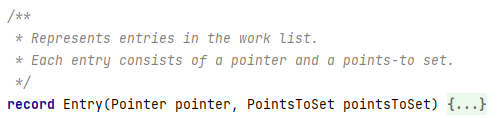 /**
 * Represents entries in the work list.
 * Each entry consists of a pointer and a points-to set.
 */
record Entry(Pointer pointer, PointsToSet pointsToSet) {...}